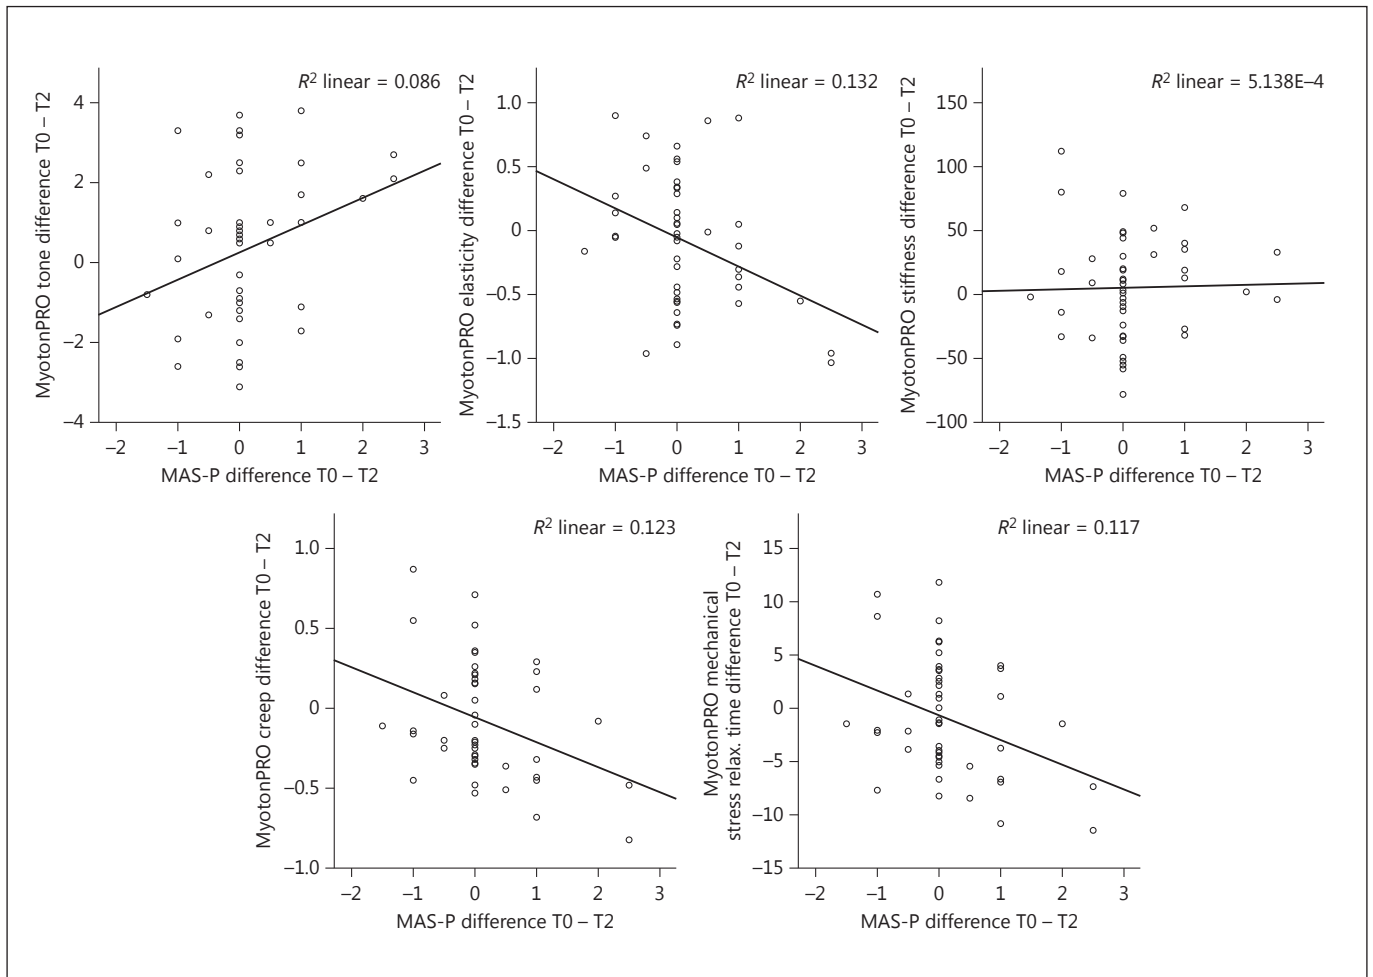 R² linear = 0.086
MyotonPRO tone difference T0 – T2
4
2
0
–2
–4
–2 –1 0 1 2 3
MAS-P difference T0 – T2
R² linear = 0.132
MyotonPRO elasticity difference T0 – T2
1.0
0.5
0
–0.5
–1.0
–1.5
–2 –1 0 1 2 3
MAS-P difference T0 – T2
R² linear = 5.138E–4
MyotonPRO stiffness difference T0 – T2
150
100
50
0
–50
–100
–2 –1 0 1 2 3
MAS-P difference T0 – T2
R² linear = 0.123
MyotonPRO creep difference T0 – T2
1.0
0.5
0
–0.5
–1.0
–2 –1 0 1 2 3
MAS-P difference T0 – T2
R² linear = 0.117
MyotonPRO mechanical
stress relax. time difference T0 – T2
15
10
5
0
–5
–10
–15
–2 –1 0 1 2 3
MAS-P difference T0 – T2